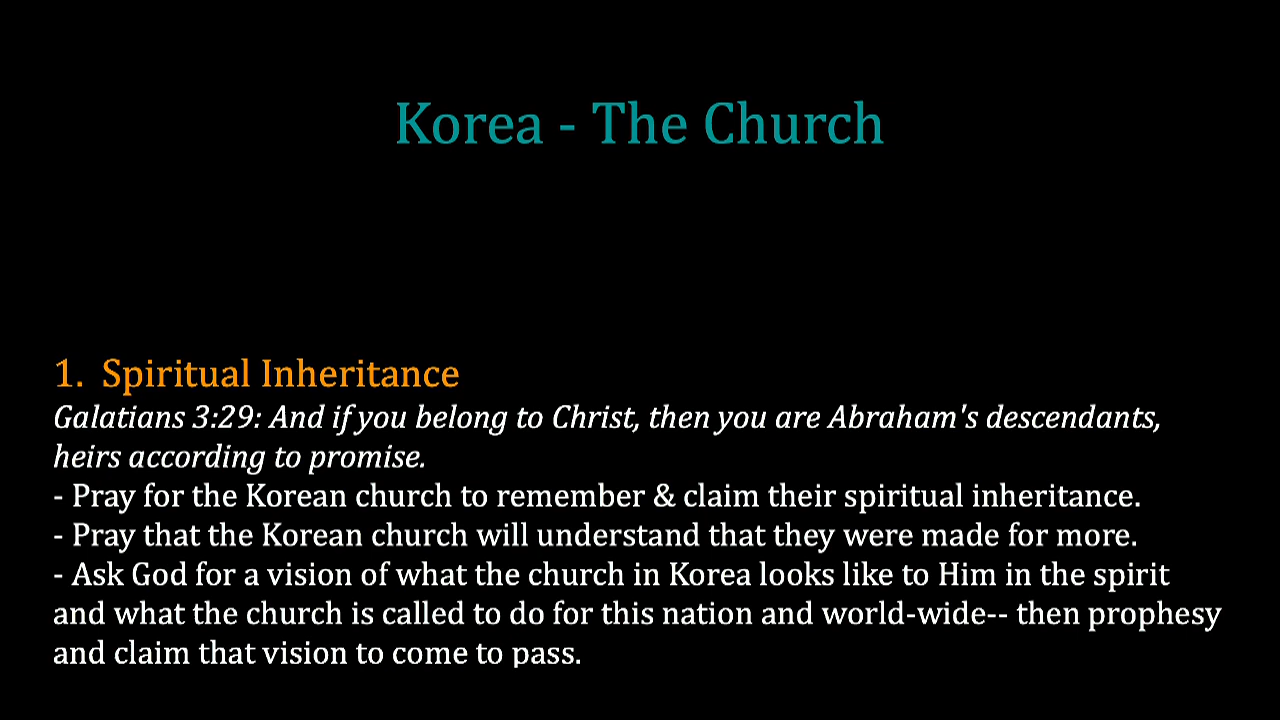 Korea - The Church
1. Spiritual Inheritance
Galatians 3:29: And if you belong to Christ, then you are Abraham's descendants,
heirs according to promise.
- Pray for the Korean church to remember & claim their spiritual inheritance.
- Pray that the Korean church will understand that they were made for more.
- Ask God for a vision of what the church in Korea looks like to Him in the spirit
and what the church is called to do for this nation and world-wide-- then prophesy
and claim that vision to come to pass.